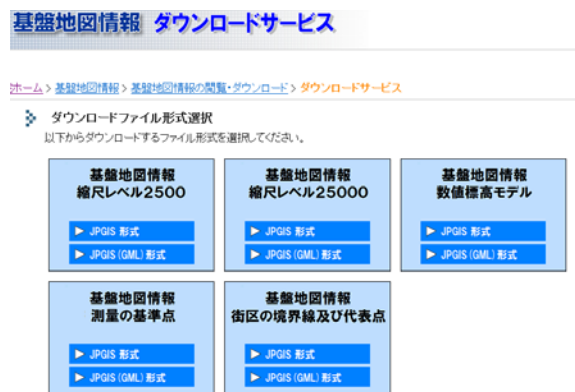 基盤地図情報 ダウンロードサービス
ホーム > 基盤地図情報 > 基盤地図情報の閲覧・ダウンロード > ダウンロードサービス
ダウンロードファイル形式選択
以下からダウンロードするファイル形式を選択してください。
基盤地図情報
縮尺レベル2500
▶ JPGIS 形式
▶ JPGIS (GML) 形式
基盤地図情報
縮尺レベル25000
▶ JPGIS 形式
▶ JPGIS (GML) 形式
基盤地図情報
数値標高モデル
▶ JPGIS 形式
▶ JPGIS (GML) 形式
基盤地図情報
測量の基準点
▶ JPGIS 形式
▶ JPGIS (GML) 形式
基盤地図情報
街区の境界線及び代表点
▶ JPGIS 形式
▶ JPGIS (GML) 形式